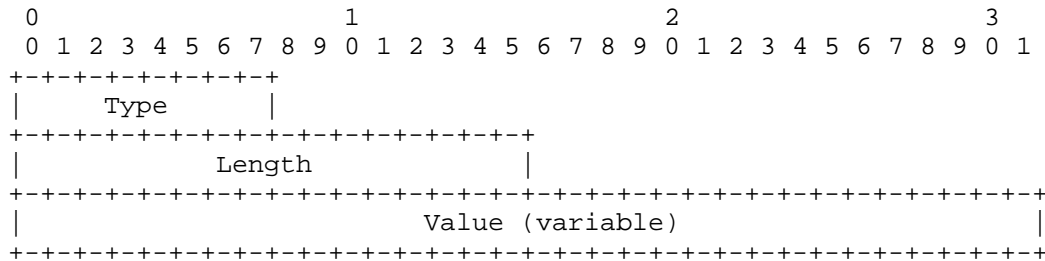 0                   1                   2                   3
 0 1 2 3 4 5 6 7 8 9 0 1 2 3 4 5 6 7 8 9 0 1 2 3 4 5 6 7 8 9 0 1
+-+-+-+-+-+-+-+-+
|     Type      |
+-+-+-+-+-+-+-+-+-+-+-+-+-+-+-+-+
|            Length             |
+-+-+-+-+-+-+-+-+-+-+-+-+-+-+-+-+-+-+-+-+-+-+-+-+-+-+-+-+-+-+-+-+
|                         Value (variable)                      |
+-+-+-+-+-+-+-+-+-+-+-+-+-+-+-+-+-+-+-+-+-+-+-+-+-+-+-+-+-+-+-+-+